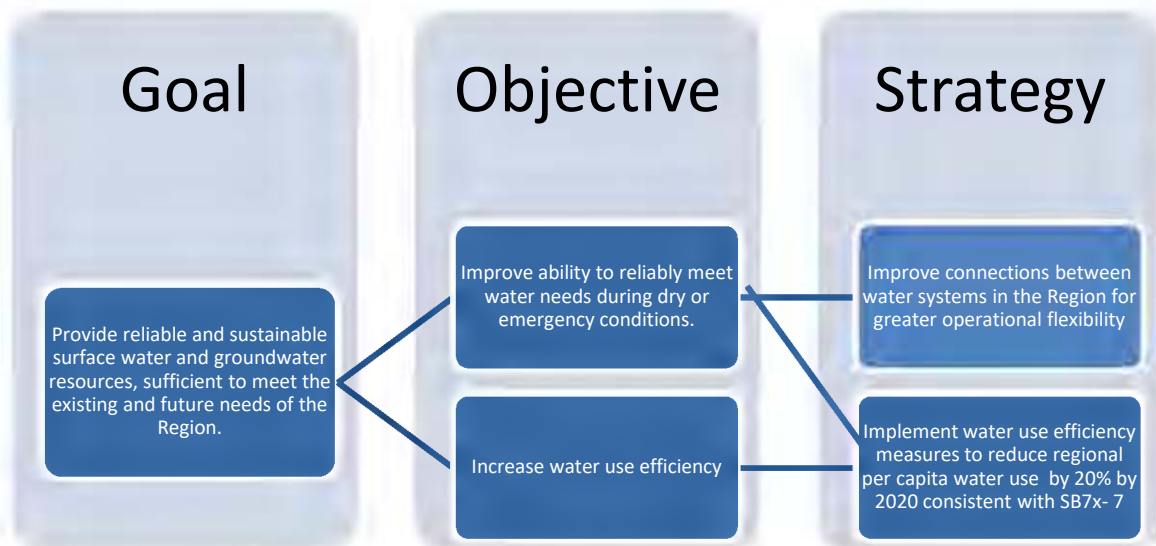 Goal
Objective
Strategy
Provide reliable and sustainable
surface water and groundwater
resources, sufficient to meet the
existing and future needs of the
Region.
Improve ability to reliably meet
water needs during dry or
emergency conditions.
Increase water use efficiency
Improve connections between
water systems in the Region for
greater operational flexibility
Implement water use efficiency
measures to reduce regional
per capita water use  by 20% by
2020 consistent with SB7x- 7